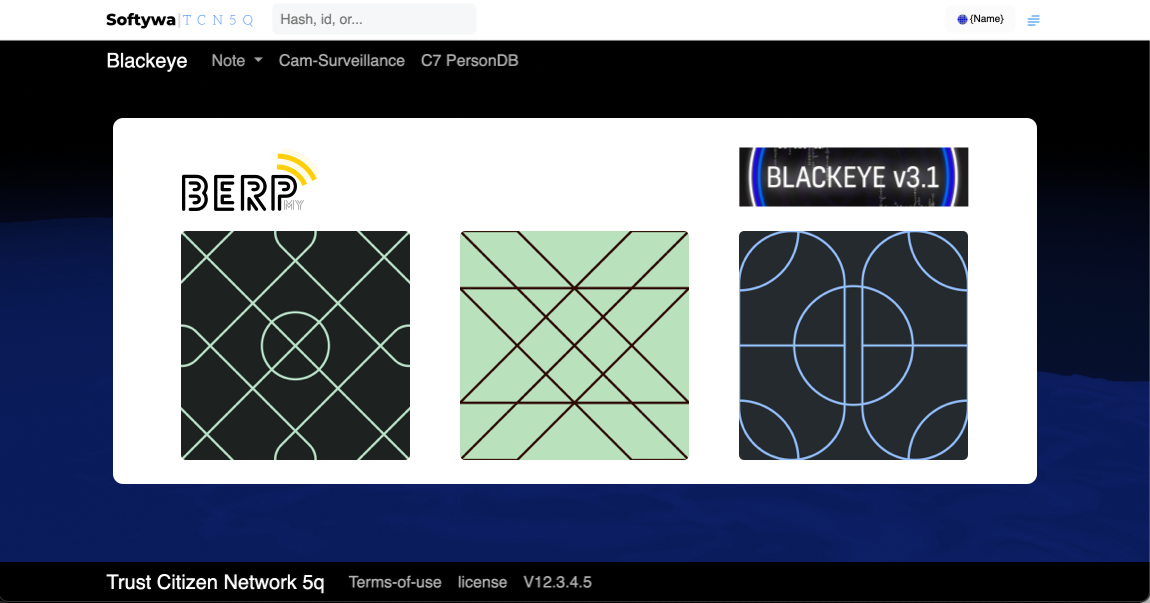 Softywa|TCN5Q Hash, id, or... {Name}
Blackeye Note Cam-Surveillance C7 PersonDB
BERP MY
BLACKEYE v3.1
Trust Citizen Network 5q Terms-of-use license V12.3.4.5